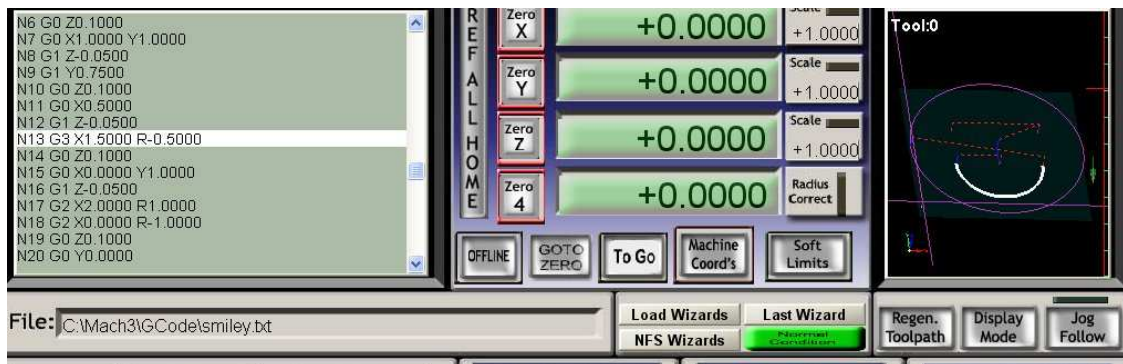 N6 G0 Z0.1000
N7 G0 X1.0000 Y1.0000
N8 G1 Z-0.0500
N9 G1 Y0.7500
N10 G0 Z0.1000
N11 G0 X0.5000
N12 G1 Z-0.0500
N13 G3 X1.5000 R-0.5000
N14 G0 Z0.1000
N15 G0 X0.0000 Y1.0000
N16 G1 Z-0.0500
N17 G2 X2.0000 R1.0000
N18 G2 X0.0000 R-1.0000
N19 G0 Z0.1000
N20 G0 Y0.0000
REF ALL HOME
Zero
X
+0.0000
Scale
+1.0000
Zero
Y
+0.0000
Scale
+1.0000
Zero
Z
+0.0000
Scale
+1.0000
Zero
4
+0.0000
Radius
Correct
OFFLINE
GOTO
ZERO
To Go
Machine
Coord's
Soft
Limits
Tool:0
File: C:\Mach3\GCode\smiley.txt
Load Wizards
Last Wizard
NFS Wizards
Normal
Condition
Regen.
Toolpath
Display
Mode
Jog
Follow